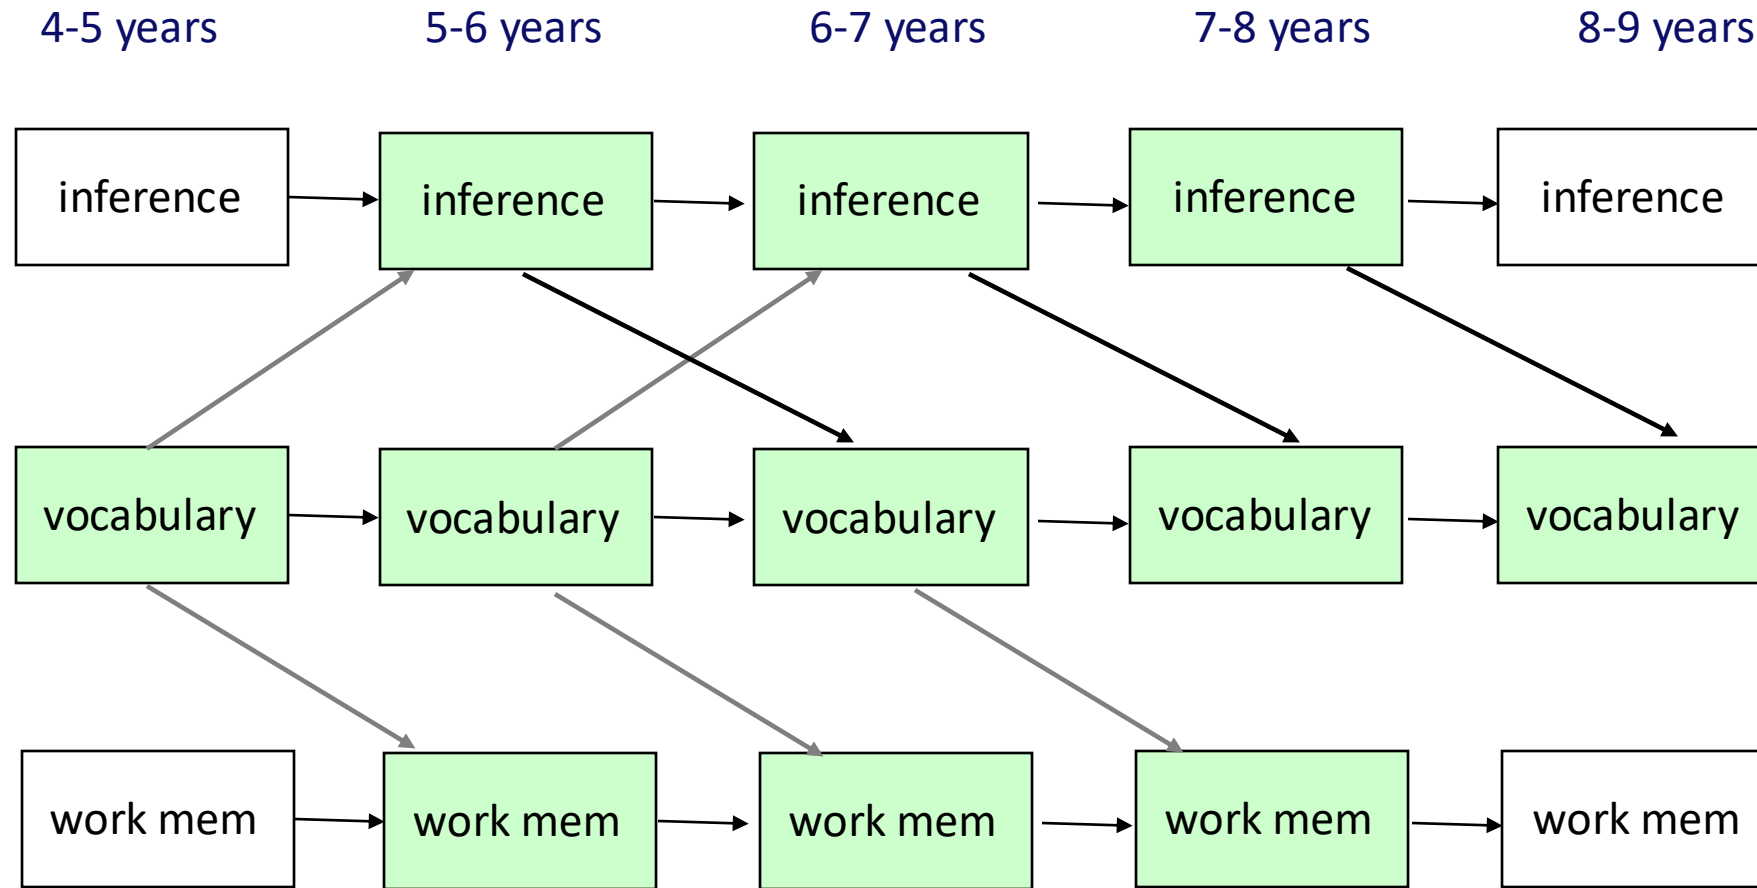 4-5 years 5-6 years 6-7 years 7-8 years 8-9 years
inference inference inference inference inference
vocabulary vocabulary vocabulary vocabulary vocabulary
work mem work mem work mem work mem work mem